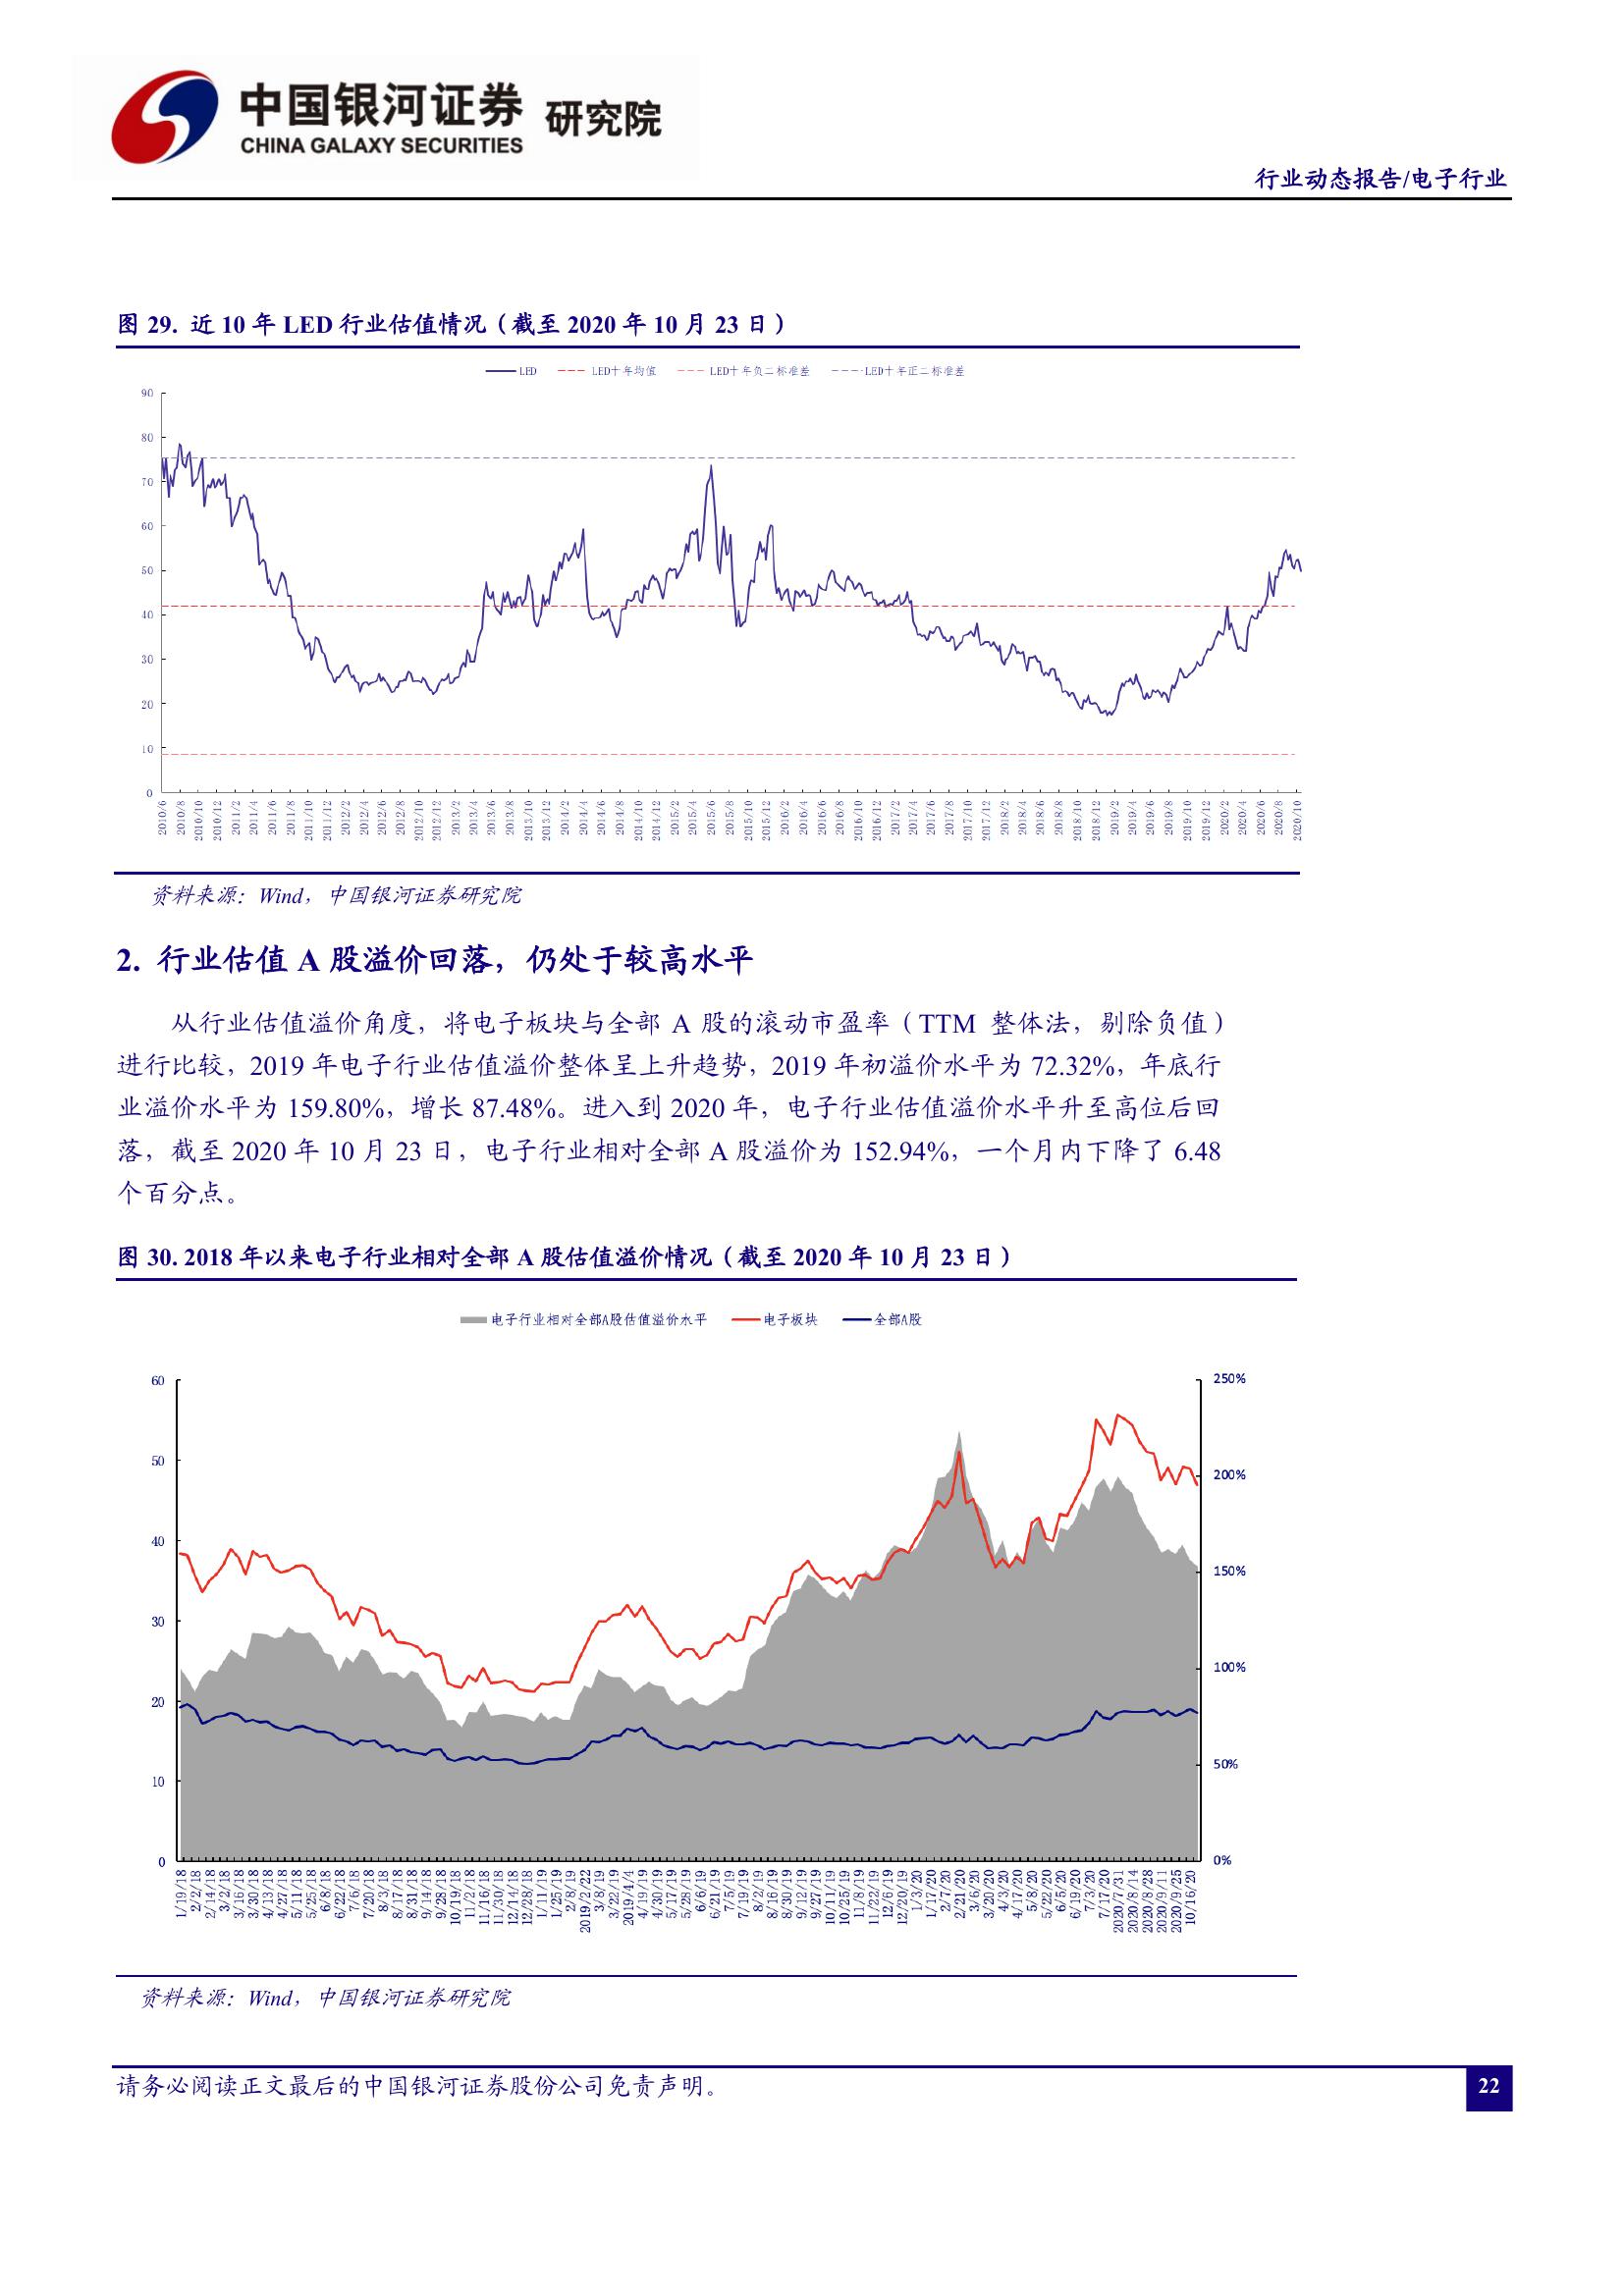 中国银河证券 研究院
CHINA GALAXY SECURITIES
行业动态报告/电子行业
图 29. 近 10 年 LED 行业估值情况（截至 2020 年 10 月 23 日）
LED LED十年均值 LED十年负二标准差 LED十年正二标准差
90
80
70
60
50
40
30
20
10
0
2010/6 2010/8 2010/10 2010/12 2011/2 2011/4 2011/6 2011/8 2011/10 2011/12 2012/2 2012/4 2012/6 2012/8 2012/10 2012/12 2013/2 2013/4 2013/6 2013/8 2013/10 2013/12 2014/2 2014/4 2014/6 2014/8 2014/10 2014/12 2015/2 2015/4 2015/6 2015/8 2015/10 2015/12 2016/2 2016/4 2016/6 2016/8 2016/10 2016/12 2017/2 2017/4 2017/6 2017/8 2017/10 2017/12 2018/2 2018/4 2018/6 2018/8 2018/10 2018/12 2019/2 2019/4 2019/6 2019/8 2019/10 2019/12 2020/2 2020/4 2020/6 2020/8 2020/10
资料来源：Wind，中国银河证券研究院
2. 行业估值 A 股溢价回落，仍处于较高水平
从行业估值溢价角度，将电子板块与全部 A 股的滚动市盈率（TTM 整体法，剔除负值）
进行比较，2019 年电子行业估值溢价整体呈上升趋势，2019 年初溢价水平为 72.32%，年底行
业溢价水平为 159.80%，增长 87.48%。进入到 2020 年，电子行业估值溢价水平升至高位后回
落，截至 2020 年 10 月 23 日，电子行业相对全部 A 股溢价为 152.94%，一个月内下降了 6.48
个百分点。
图 30. 2018 年以来电子行业相对全部 A 股估值溢价情况（截至 2020 年 10 月 23 日）
电子行业相对全部A股估值溢价水平 电子板块 全部A股
60 250%
50 200%
40 150%
30 100%
20 50%
10 0%
0
1/19/18 2/2/18 2/14/18 3/2/18 3/16/18 3/30/18 4/13/18 4/27/18 5/11/18 5/25/18 6/8/18 6/22/18 7/6/18 7/20/18 8/3/18 8/17/18 8/31/18 9/14/18 9/28/18 10/19/18 11/2/18 11/16/18 11/30/18 12/14/18 12/28/18 1/11/19 1/25/19 2/8/19 2019/2/22 3/8/19 3/22/19 2019/4/4 4/19/19 4/30/19 5/17/19 5/28/19 6/6/19 6/21/19 7/5/19 7/19/19 8/2/19 8/16/19 8/30/19 9/12/19 9/27/19 10/11/19 10/25/19 11/8/19 11/22/19 12/6/19 12/20/19 1/3/20 1/17/20 2/7/20 2/21/20 3/6/20 3/20/20 4/3/20 4/17/20 5/8/20 5/22/20 6/5/20 6/19/20 7/3/20 7/17/20 2020/7/31 2020/8/14 2020/8/28 2020/9/11 2020/9/25 10/16/20
资料来源：Wind，中国银河证券研究院
请务必阅读正文最后的中国银河证券股份公司免责声明。
22